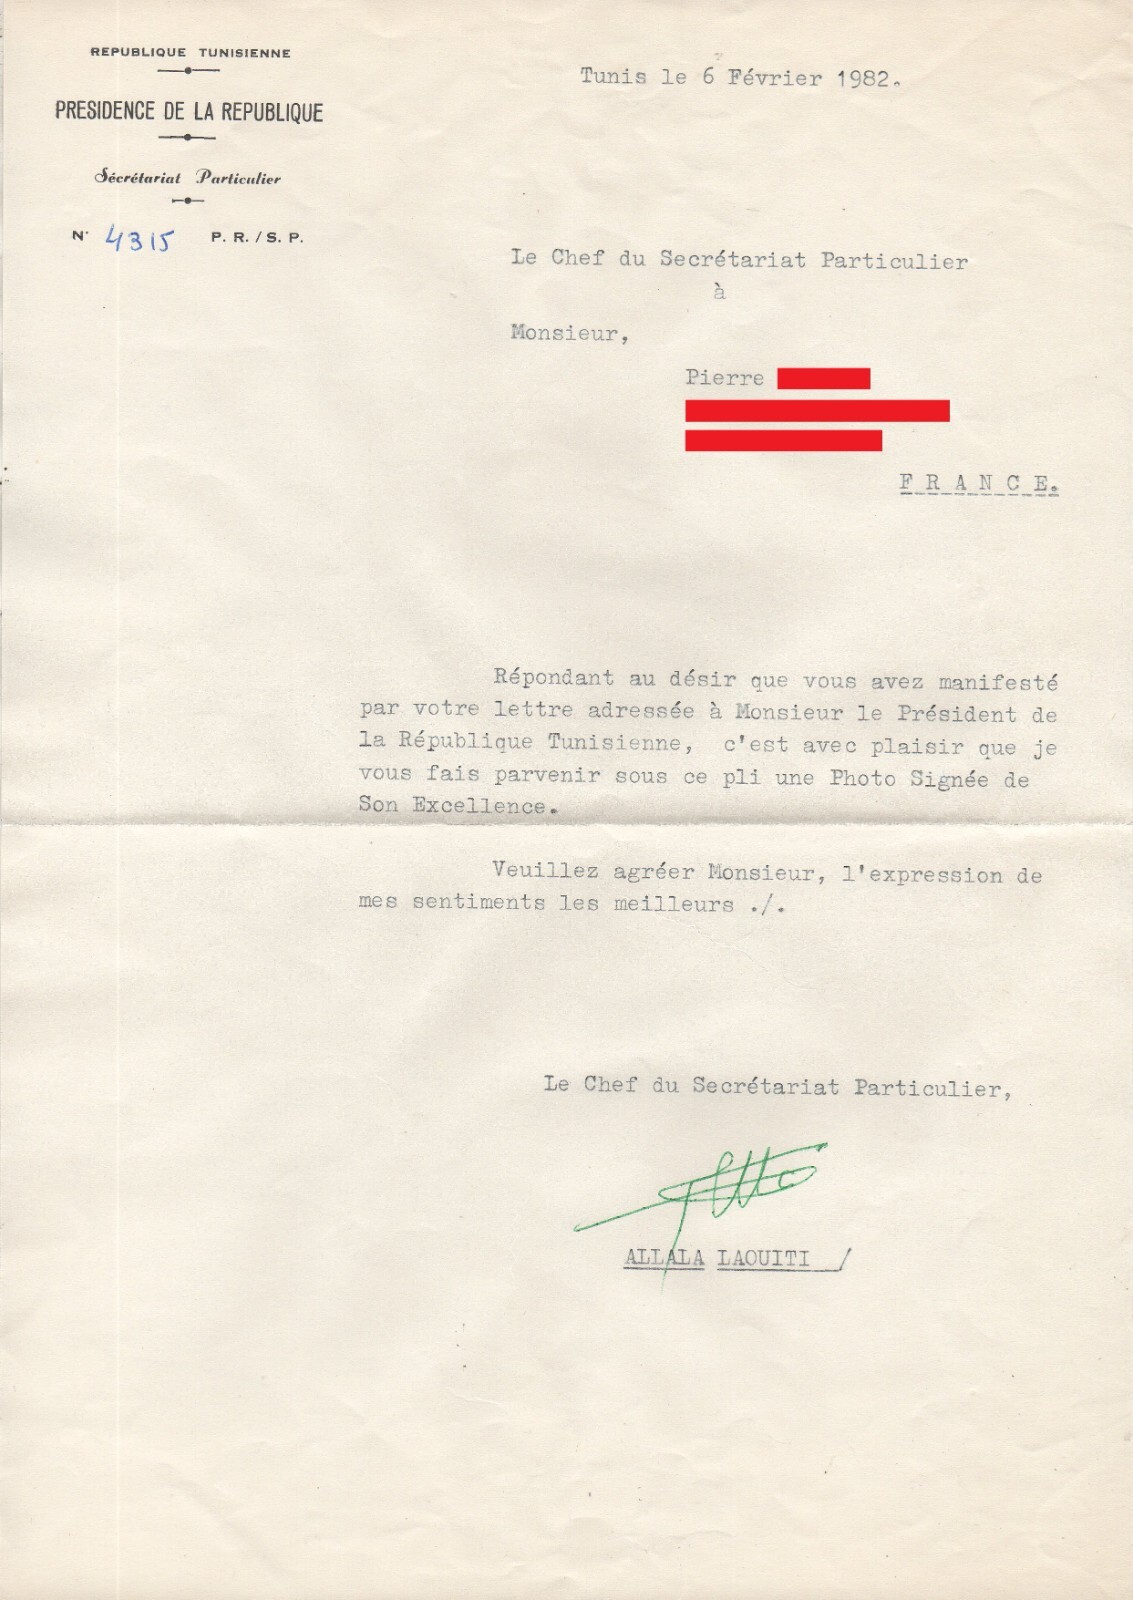 REPUBLIQUE TUNISIENNE
PRESIDENCE DE LA REPUBLIQUE
Sécrétariat Particulier
N° 4315 P. R. / S. P.
Tunis le 6 Février 1982.
Le Chef du Secrétariat Particulier
à
Monsieur,
Pierre
F R A N C E.
Répondant au désir que vous avez manifesté
par votre lettre adressée à Monsieur le Président de
la République Tunisienne, c'est avec plaisir que je
vous fais parvenir sous ce pli une Photo Signée de
Son Excellence.
Veuillez agréer Monsieur, l'expression de
mes sentiments les meilleurs ./.
Le Chef du Secrétariat Particulier,
ALLALA LAOUITI /